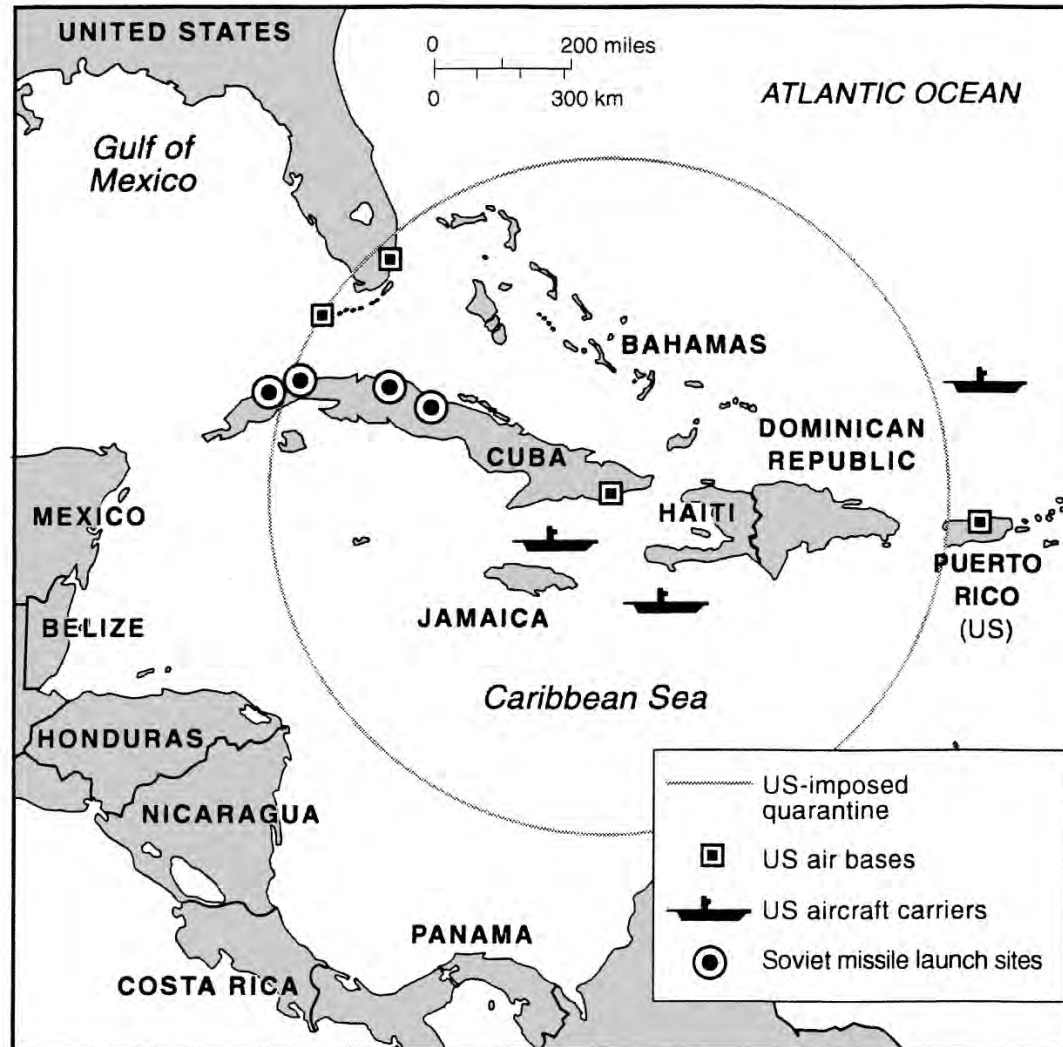 UNITED STATES
0 200 miles
0 300 km
ATLANTIC OCEAN
Gulf of
Mexico
BAHAMAS
DOMINICAN
REPUBLIC
CUBA
HAITI
MEXICO
PUERTO
RICO
(US)
JAMAICA
BELIZE
Caribbean Sea
HONDURAS
NICARAGUA
PANAMA
COSTA RICA
US-imposed
quarantine
US air bases
US aircraft carriers
Soviet missile launch sites